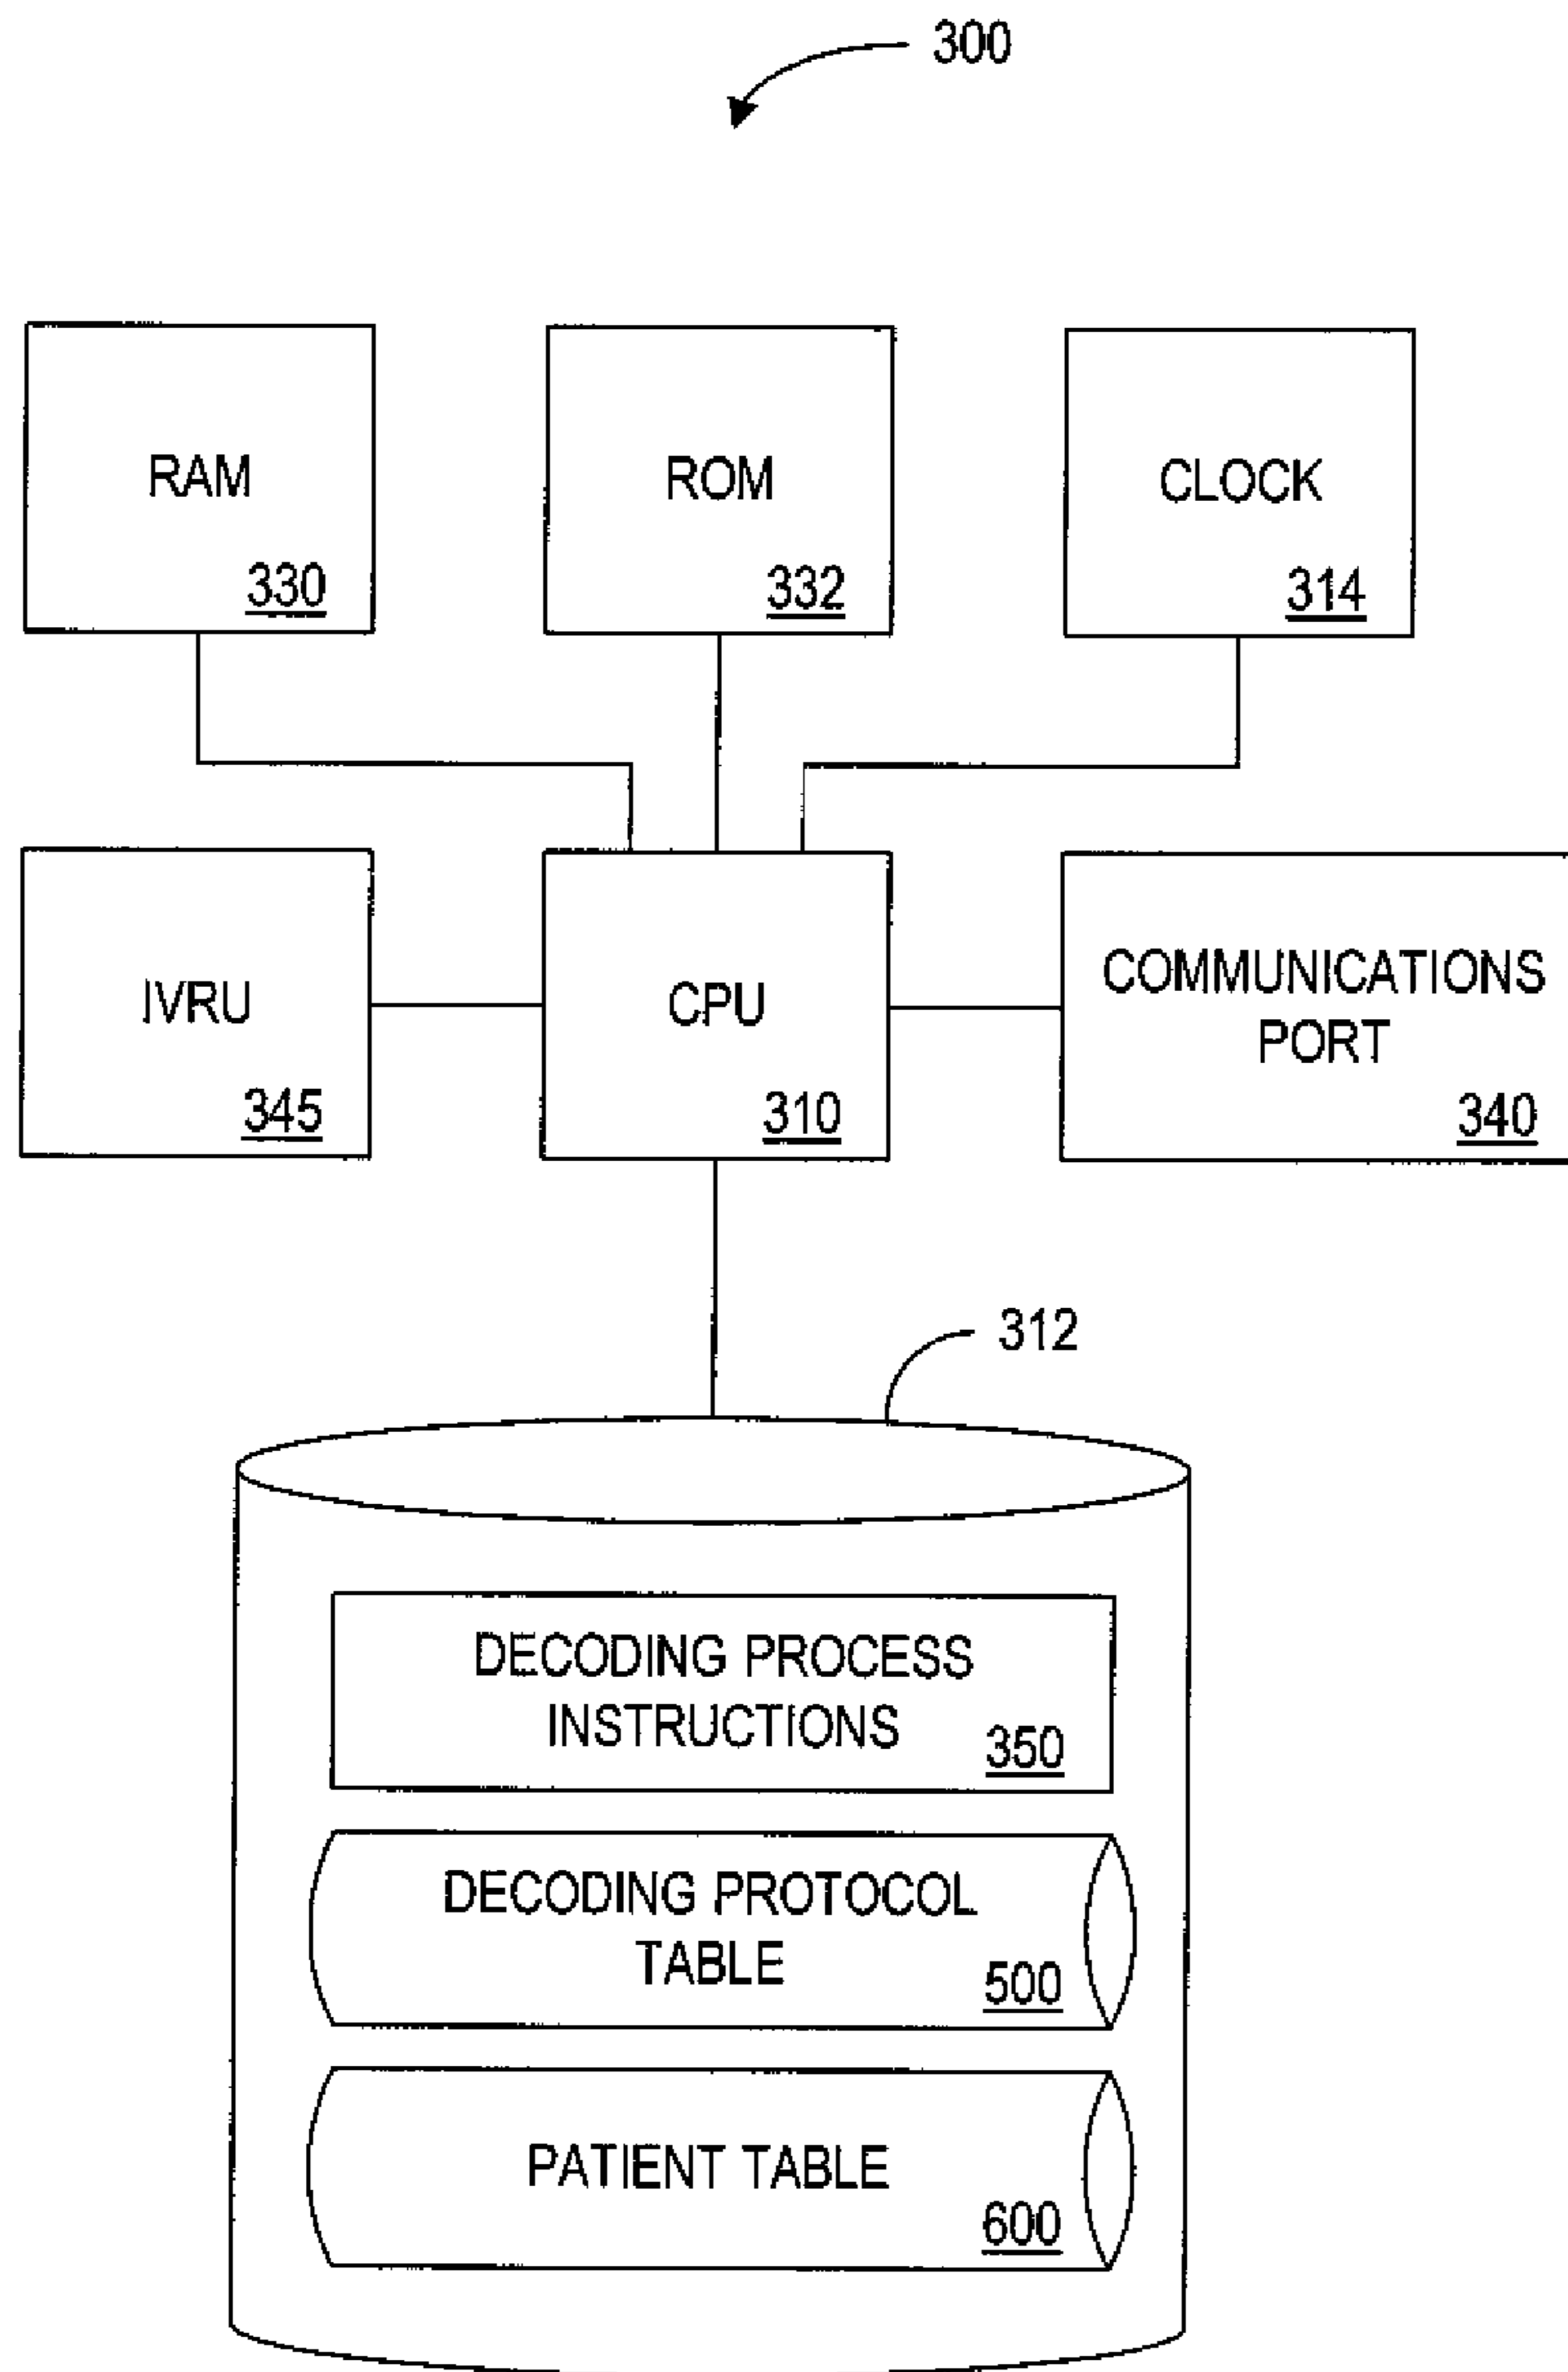 300
RAM
330
ROM
332
CLOCK
314
IVRU
345
CPU
310
COMMUNICATIONS
PORT
340
312
DECODING PROCESS
INSTRUCTIONS
350
DECODING PROTOCOL
TABLE
500
PATIENT TABLE
600